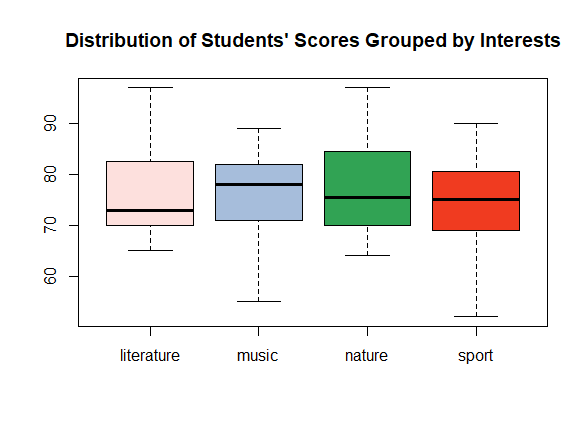 Distribution of Students' Scores Grouped by Interests
90
80
70
60
literature music nature sport